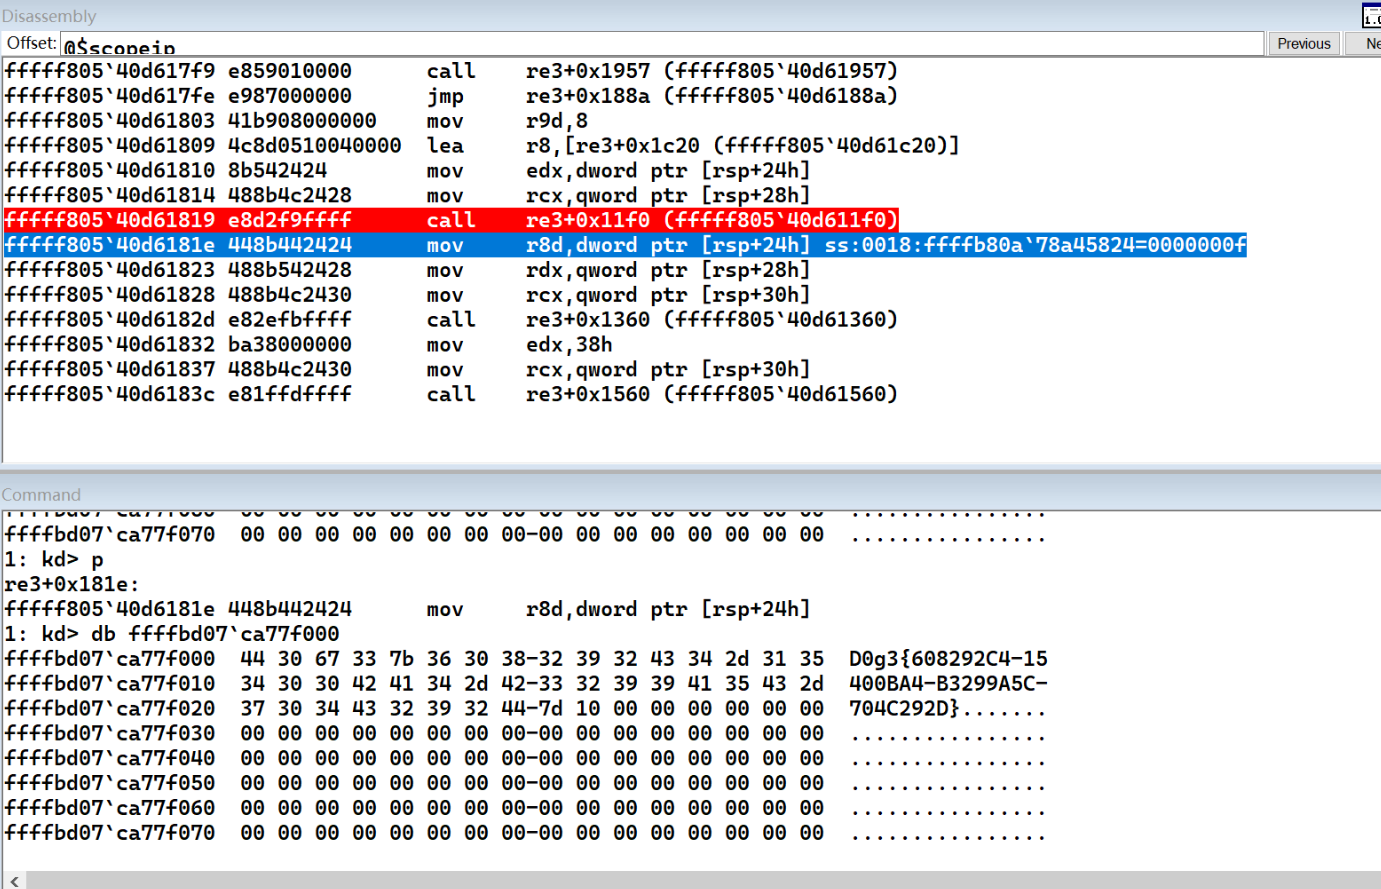 Disassembly
Offset: @$scopeip Previous
fffff805`40d617f9 e859010000 call re3+0x1957 (fffff805`40d61957)
fffff805`40d617fe e987000000 jmp re3+0x188a (fffff805`40d6188a)
fffff805`40d61803 41b908000000 mov r9d,8
fffff805`40d61809 4c8d0510040000 lea r8,[re3+0x1c20 (fffff805`40d61c20)]
fffff805`40d61810 8b542424 mov edx,dword ptr [rsp+24h]
fffff805`40d61814 488b4c2428 mov rcx,qword ptr [rsp+28h]
fffff805`40d61819 e8d2f9ffff call re3+0x11f0 (fffff805`40d611f0)
fffff805`40d6181e 448b442424 mov r8d,dword ptr [rsp+24h] ss:0018:ffffb80a`78a45824=0000000f
fffff805`40d61823 488b542428 mov rdx,qword ptr [rsp+28h]
fffff805`40d61828 488b4c2430 mov rcx,qword ptr [rsp+30h]
fffff805`40d6182d e82efbffff call re3+0x1360 (fffff805`40d61360)
fffff805`40d61832 ba38000000 mov edx,38h
fffff805`40d61837 488b4c2430 mov rcx,qword ptr [rsp+30h]
fffff805`40d6183c e81ffdffff call re3+0x1560 (fffff805`40d61560)
Command
ffffbd07`ca77f070 00 00 00 00 00 00 00 00-00 00 00 00 00 00 00 00 ................
1: kd> p
re3+0x181e:
fffff805`40d6181e 448b442424 mov r8d,dword ptr [rsp+24h]
1: kd> db ffffbd07`ca77f000
ffffbd07`ca77f000 44 30 67 33 7b 36 30 38-32 39 32 43 34 2d 31 35 D0g3{608292C4-15
ffffbd07`ca77f010 34 30 30 42 41 34 2d 42-33 32 39 39 41 35 43 2d 400BA4-B3299A5C-
ffffbd07`ca77f020 37 30 34 43 32 39 32 44-7d 10 00 00 00 00 00 00 704C292D}.......
ffffbd07`ca77f030 00 00 00 00 00 00 00 00-00 00 00 00 00 00 00 00 ................
ffffbd07`ca77f040 00 00 00 00 00 00 00 00-00 00 00 00 00 00 00 00 ................
ffffbd07`ca77f050 00 00 00 00 00 00 00 00-00 00 00 00 00 00 00 00 ................
ffffbd07`ca77f060 00 00 00 00 00 00 00 00-00 00 00 00 00 00 00 00 ................
ffffbd07`ca77f070 00 00 00 00 00 00 00 00-00 00 00 00 00 00 00 00 ................